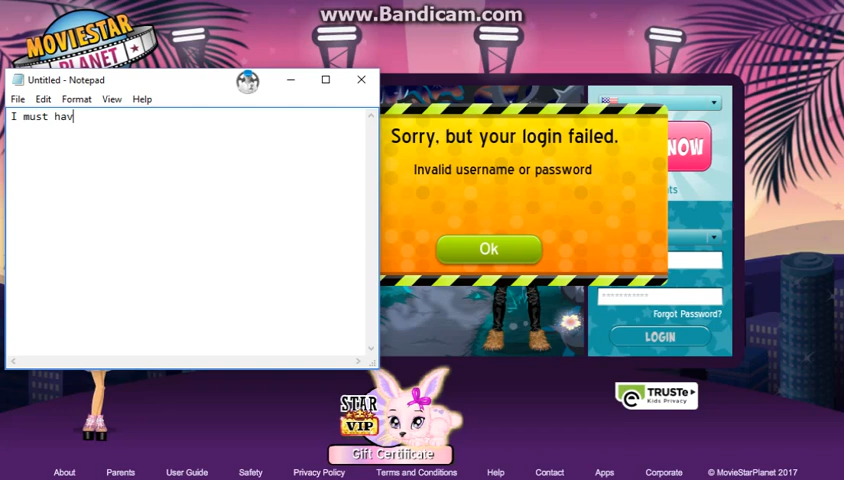 www.Bandicam.com
MOVIESTAR
PLANET
Untitled - Notepad
File Edit Format View Help
I must hav
Sorry, but your login failed.
Invalid username or password
Ok
NOW
Forgot Password?
LOGIN
STAR
VIP
Gift Certificate
TRUSTe
Kids Privacy
About Parents User Guide Safety Privacy Policy Terms and Conditions Help Contact Apps Corporate © MovieStarPlanet 2017